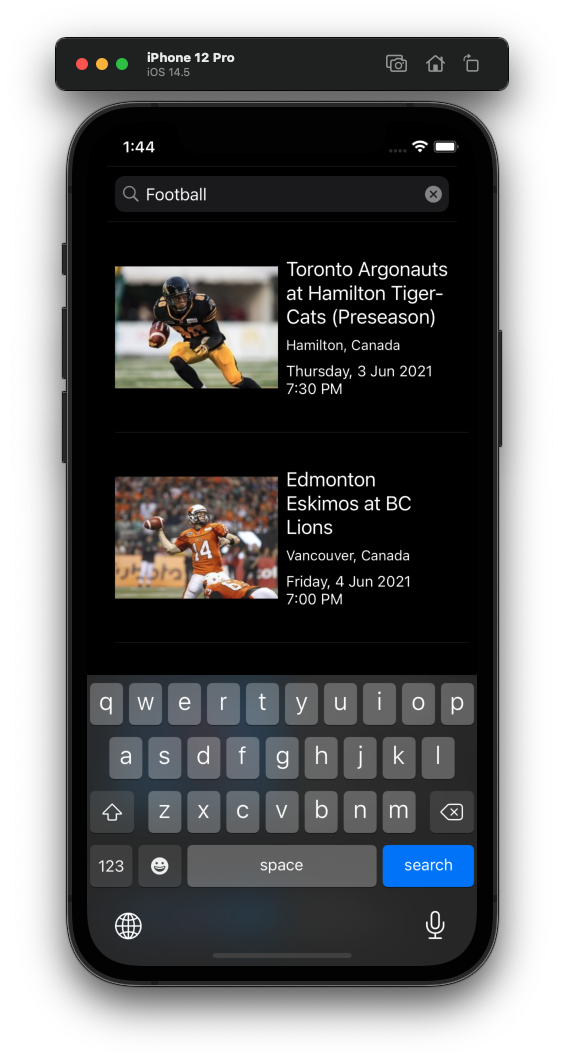 iPhone 12 Pro
iOS 14.5
1:44
Football
Toronto Argonauts
at Hamilton Tiger-
Cats (Preseason)
Hamilton, Canada
Thursday, 3 Jun 2021
7:30 PM
Edmonton
Eskimos at BC
Lions
Vancouver, Canada
Friday, 4 Jun 2021
7:00 PM
14
q w e r t y u i o p
a s d f g h j k l
z x c v b n m
123 space search